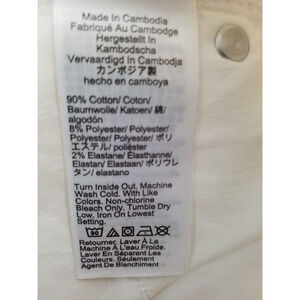 Made In Cambodia
Fabriqué Au Cambodge
Hergestellt In
Kambodscha
Vervaardigd In Cambodja
カンボジア製
hecho en camboya
90% Cotton/ Coton/
Baumwolle/ Katoen/ 綿/
algodón
8% Polyester/ Polyester/
Polyester/ Polyester/ ポリ
エステル/ poliéster
2% Elastane/ Élasthanne/
Elastan/ Elastaan/ ポリウレ
タン/ elastano
Turn Inside Out, Machine
Wash Cold. With Like
Colors. Non-chlorine
Bleach Only. Tumble Dry
Low, Iron On Lowest
Setting.
30
Retourner, Laver À La
Machine À L'eau Froide.
Laver En Séparant Les
Couleurs, Seulement
Agent De Blanchiment